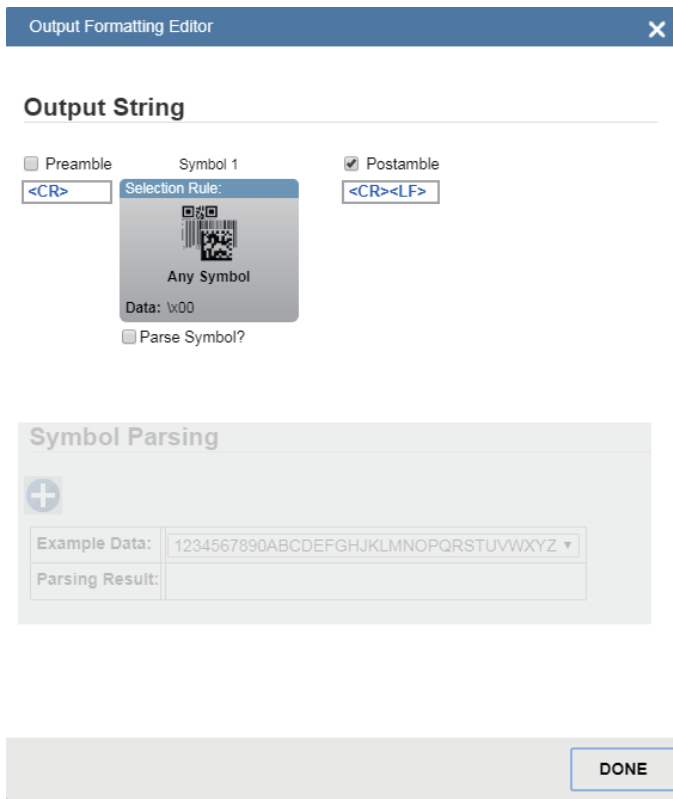 Output Formatting Editor
Output String
Preamble Symbol 1 Postamble
<CR> Selection Rule: <CR><LF>
Any Symbol
Data: \x00
Parse Symbol?
Symbol Parsing
Example Data: 1234567890ABCDEFGHJKLMNOPQRSTUVWXYZ
Parsing Result:
DONE